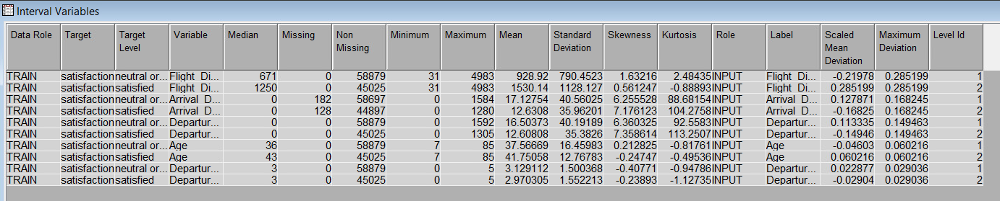 Interval Variables
Data Role Target Target Level Variable Median Missing Non Missing Minimum Maximum Mean Standard Deviation Skewness Kurtosis Role Label Scaled Mean Deviation Maximum Deviation Level Id
TRAIN satisfaction neutral or... Flight Di... 671 0 58879 31 4983 928.92 790.4523 1.63216 2.48435 INPUT Flight Di... -0.21978 0.285199 1
TRAIN satisfaction satisfied Flight Di... 1250 0 45025 31 4983 1530.14 1128.127 0.561247 -0.88893 INPUT Flight Di... 0.285199 0.285199 2
TRAIN satisfaction neutral or... Arrival D... 0 182 58697 0 1584 17.12754 40.56025 6.255528 88.68154 INPUT Arrival D... 0.127871 0.168245 1
TRAIN satisfaction satisfied Arrival D... 0 128 44897 0 1280 12.6308 35.96201 7.176123 104.2758 INPUT Arrival D... -0.16825 0.168245 2
TRAIN satisfaction neutral or... Departur... 0 0 58879 0 1592 16.50373 40.19189 6.360325 92.5583 INPUT Departur... 0.113335 0.149463 1
TRAIN satisfaction satisfied Departur... 0 0 45025 0 1305 12.60808 35.3826 7.358614 113.2507 INPUT Departur... -0.14946 0.149463 2
TRAIN satisfaction neutral or... Age 36 0 58879 7 85 37.56669 16.45983 0.212825 -0.81761 INPUT Age -0.04603 0.060216 1
TRAIN satisfaction satisfied Age 43 0 45025 7 85 41.75058 12.76783 -0.24747 -0.49536 INPUT Age 0.060216 0.060216 2
TRAIN satisfaction neutral or... Departur... 3 0 58879 0 5 3.129112 1.500368 -0.40771 -0.94786 INPUT Departur... 0.022877 0.029036 1
TRAIN satisfaction satisfied Departur... 3 0 45025 0 5 2.970305 1.552213 -0.23893 -1.12735 INPUT Departur... -0.02904 0.029036 2